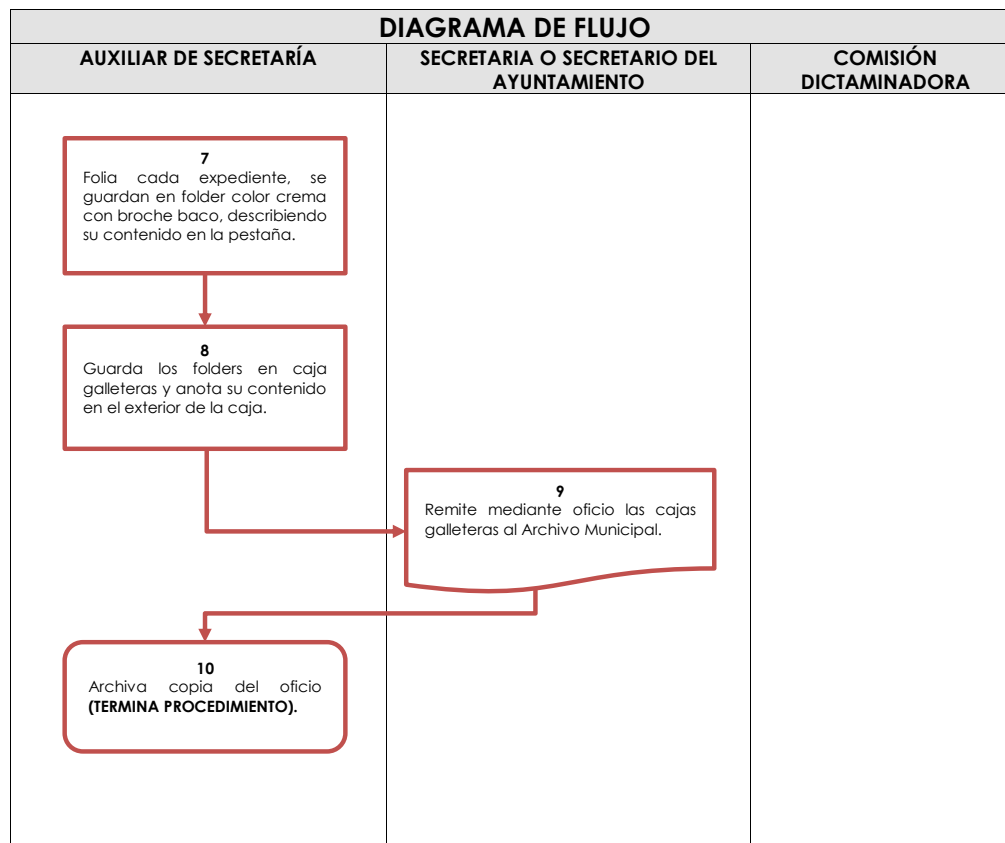 DIAGRAMA DE FLUJO
AUXILIAR DE SECRETARÍA
SECRETARIA O SECRETARIO DEL
AYUNTAMIENTO
COMISIÓN
DICTAMINADORA
7
Folia cada expediente, se
guardan en folder color crema
con broche baco, describiendo
su contenido en la pestaña.
8
Guarda los folders en caja
galleteras y anota su contenido
en el exterior de la caja.
9
Remite mediante oficio las cajas
galleteras al Archivo Municipal.
10
Archiva copia del oficio
(TERMINA PROCEDIMIENTO).